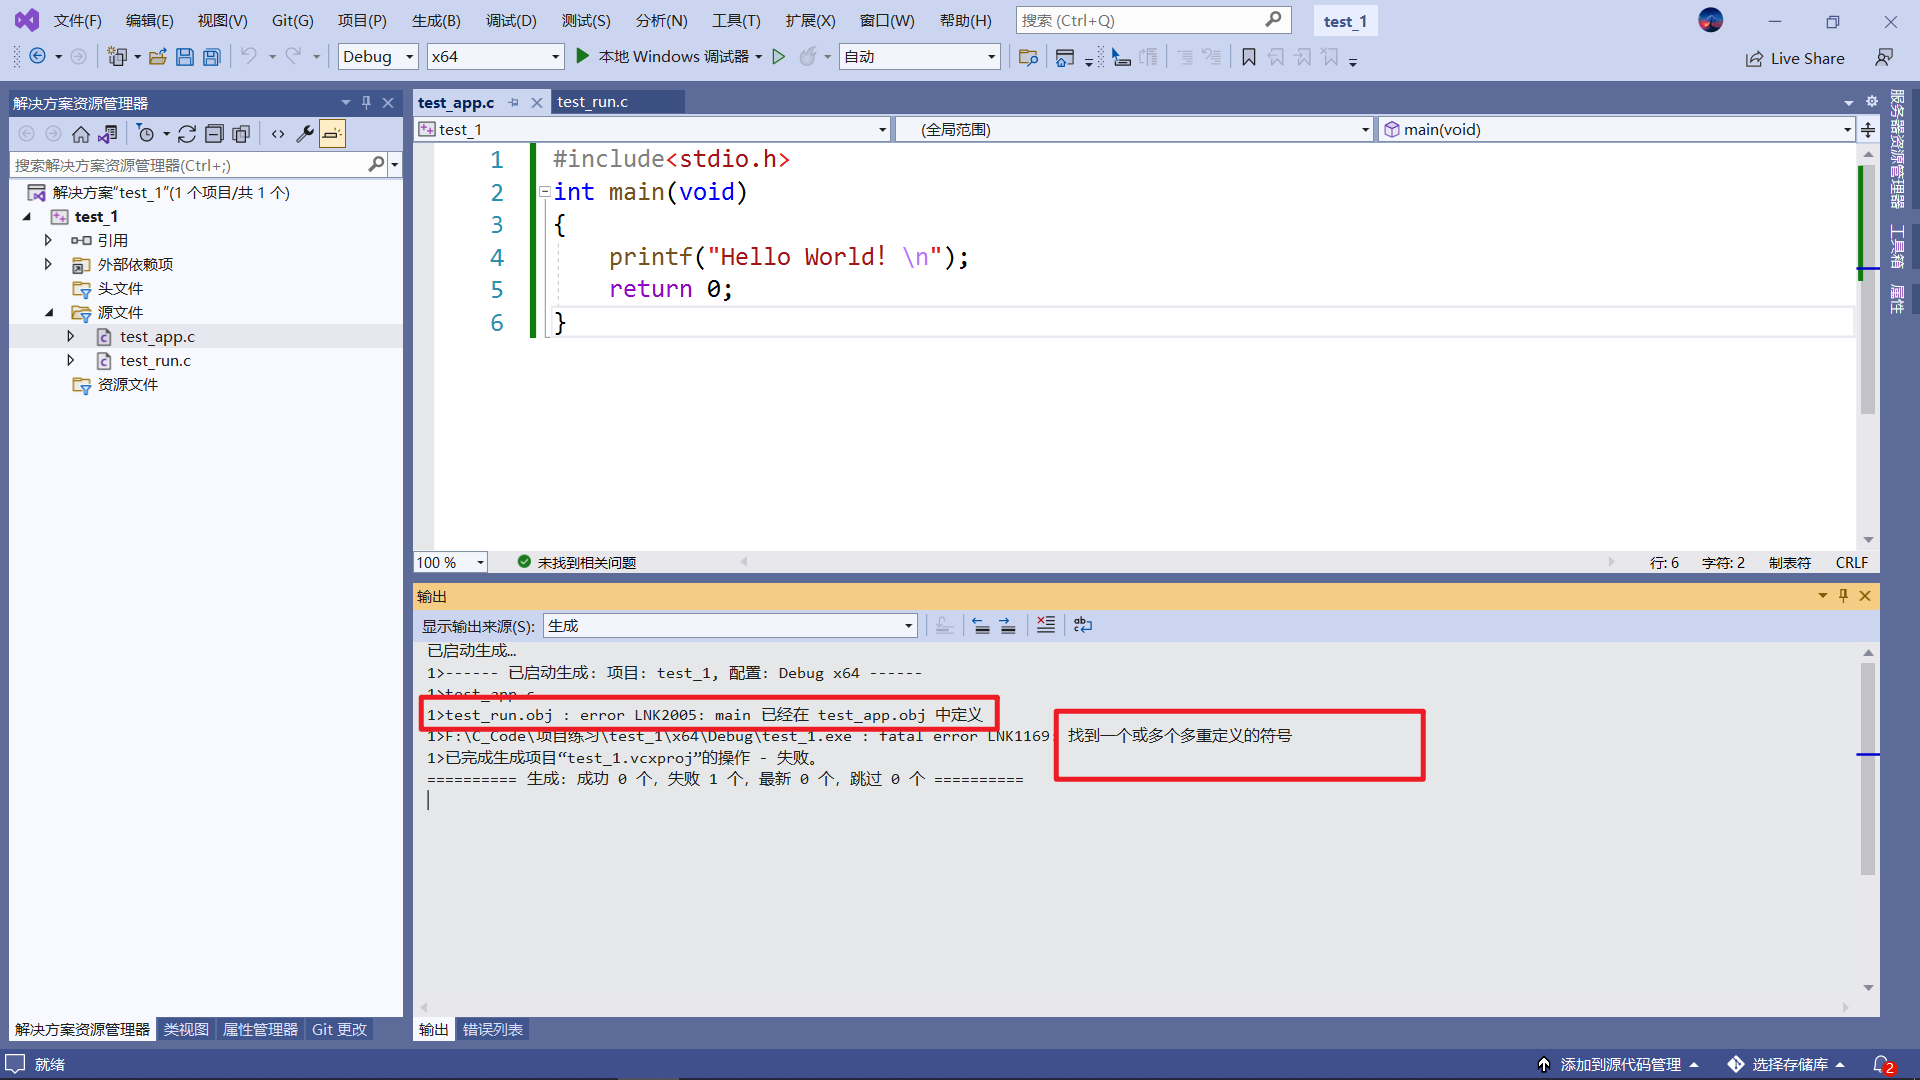 文件(F) 编辑(E) 视图(V) Git(G) 项目(P) 生成(B) 调试(D) 测试(S) 分析(N) 工具(T) 扩展(X) 窗口(W) 帮助(H) 搜索 (Ctrl+Q) test_1
Debug x64 本地 Windows 调试器 自动 Live Share
解决方案资源管理器
搜索解决方案资源管理器(Ctrl+;)
解决方案“test_1”(1 个项目/共 1 个)
test_1
引用
外部依赖项
头文件
源文件
test_app.c
test_run.c
资源文件
test_app.c test_run.c
test_1 (全局范围) main(void)
1 #include<stdio.h>
2 int main(void)
3 {
4 printf("Hello World! \n");
5 return 0;
6 }
100 % 未找到相关问题 行: 6 字符: 2 制表符 CRLF
输出
显示输出来源(S): 生成
已启动生成…
1>------ 已启动生成: 项目: test_1, 配置: Debug x64 ------
1>test_app.c
1>test_run.obj : error LNK2005: main 已经在 test_app.obj 中定义
1>F:\C_Code\项目练习\test_1\x64\Debug\test_1.exe : fatal error LNK1169: 找到一个或多个多重定义的符号
1>已完成生成项目“test_1.vcxproj”的操作 - 失败。
========== 生成: 成功 0 个，失败 1 个，最新 0 个，跳过 0 个 ==========
服务器资源管理器
工具箱
属性
解决方案资源管理器 类视图 属性管理器 Git 更改
输出 错误列表
就绪 添加到源代码管理 选择存储库 2